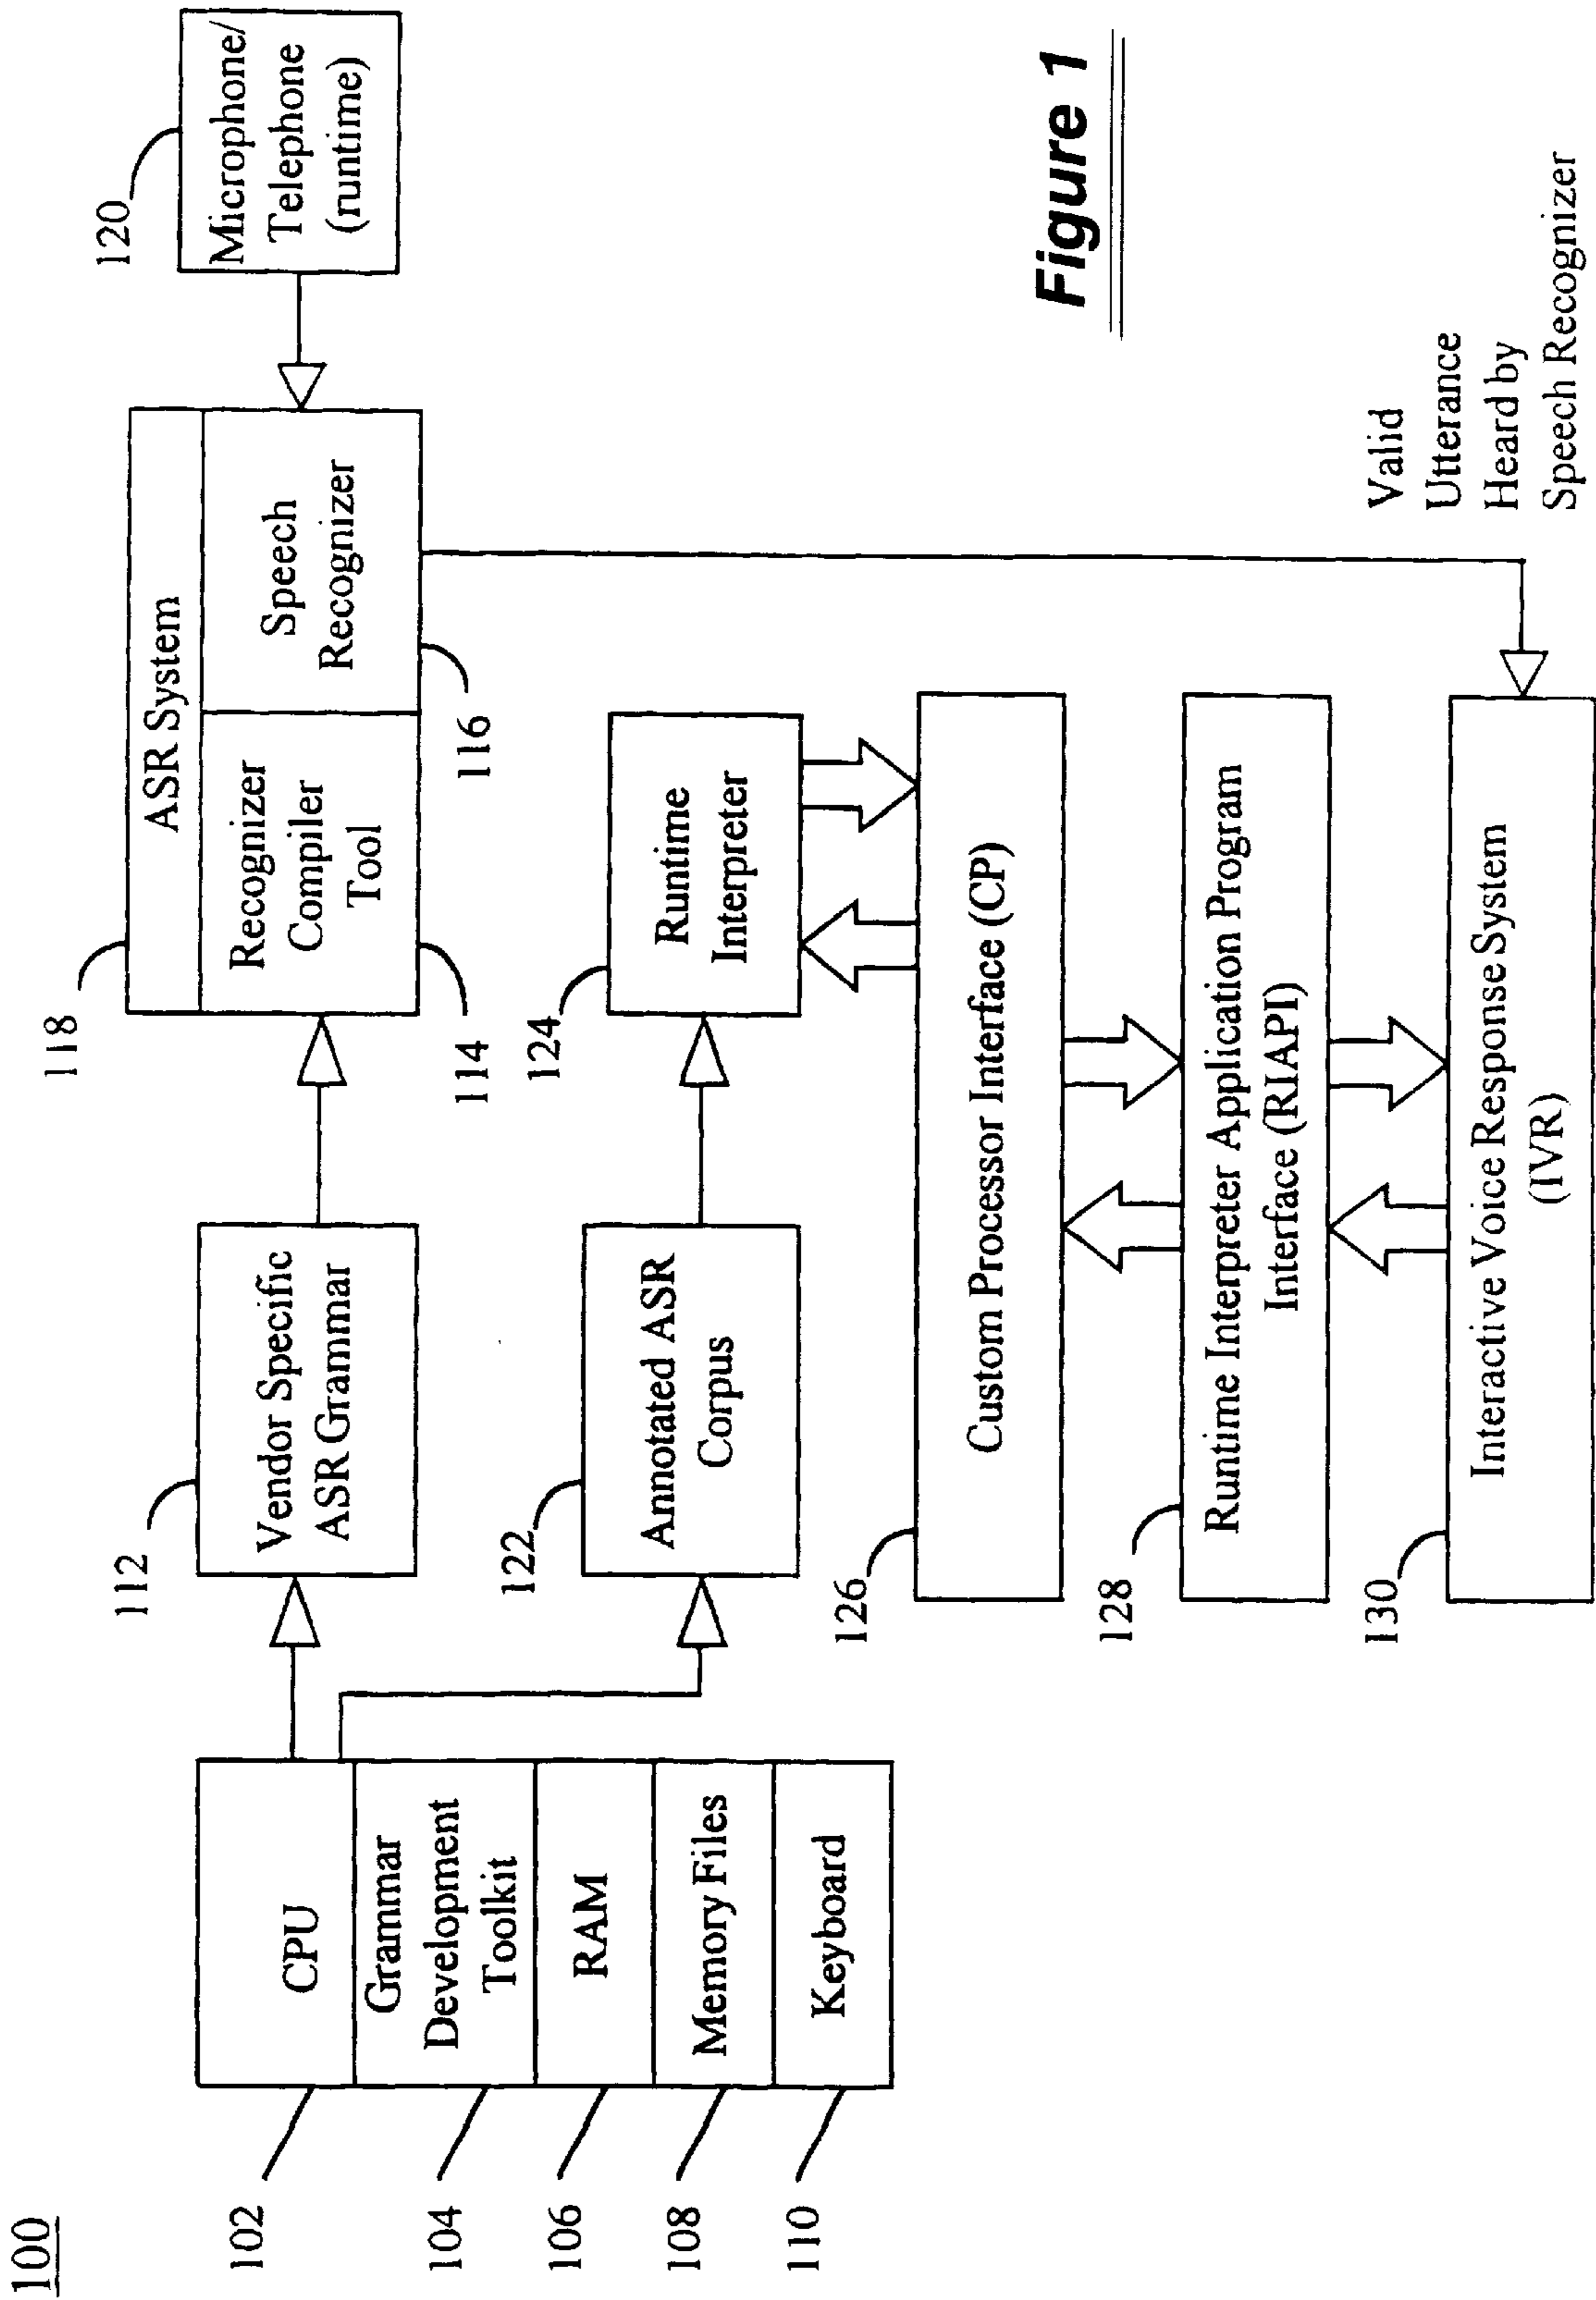 100
102
CPU
104
Grammar
Development
Toolkit
106
RAM
108
Memory Files
110
Keyboard
112
Vendor Specific
ASR Grammar
118
ASR System
Recognizer
Compiler
Tool
114
Speech
Recognizer
116
120
Microphone/
Telephone
(runtime)
122
Annotated ASR
Corpus
124
Runtime
Interpreter
126
Custom Processor Interface (CP)
128
Runtime Interpreter Application Program
Interface (RIAPI)
130
Interactive Voice Response System
(IVR)
Valid
Utterance
Heard by
Speech Recognizer
Figure 1